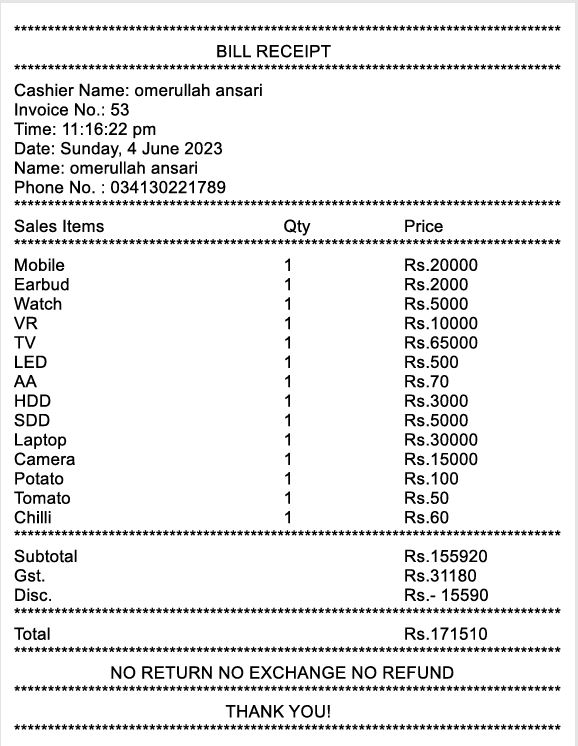 ******************************************************************************************
BILL RECEIPT
******************************************************************************************
Cashier Name: omerullah ansari
Invoice No.: 53
Time: 11:16:22 pm
Date: Sunday, 4 June 2023
Name: omerullah ansari
Phone No. : 034130221789
******************************************************************************************
Sales Items Qty Price
******************************************************************************************
Mobile 1 Rs.20000
Earbud 1 Rs.2000
Watch 1 Rs.5000
VR 1 Rs.10000
TV 1 Rs.65000
LED 1 Rs.500
AA 1 Rs.70
HDD 1 Rs.3000
SDD 1 Rs.5000
Laptop 1 Rs.30000
Camera 1 Rs.15000
Potato 1 Rs.100
Tomato 1 Rs.50
Chilli 1 Rs.60
******************************************************************************************
Subtotal Rs.155920
Gst. Rs.31180
Disc. Rs.- 15590
******************************************************************************************
Total Rs.171510
******************************************************************************************
NO RETURN NO EXCHANGE NO REFUND
******************************************************************************************
THANK YOU!
******************************************************************************************